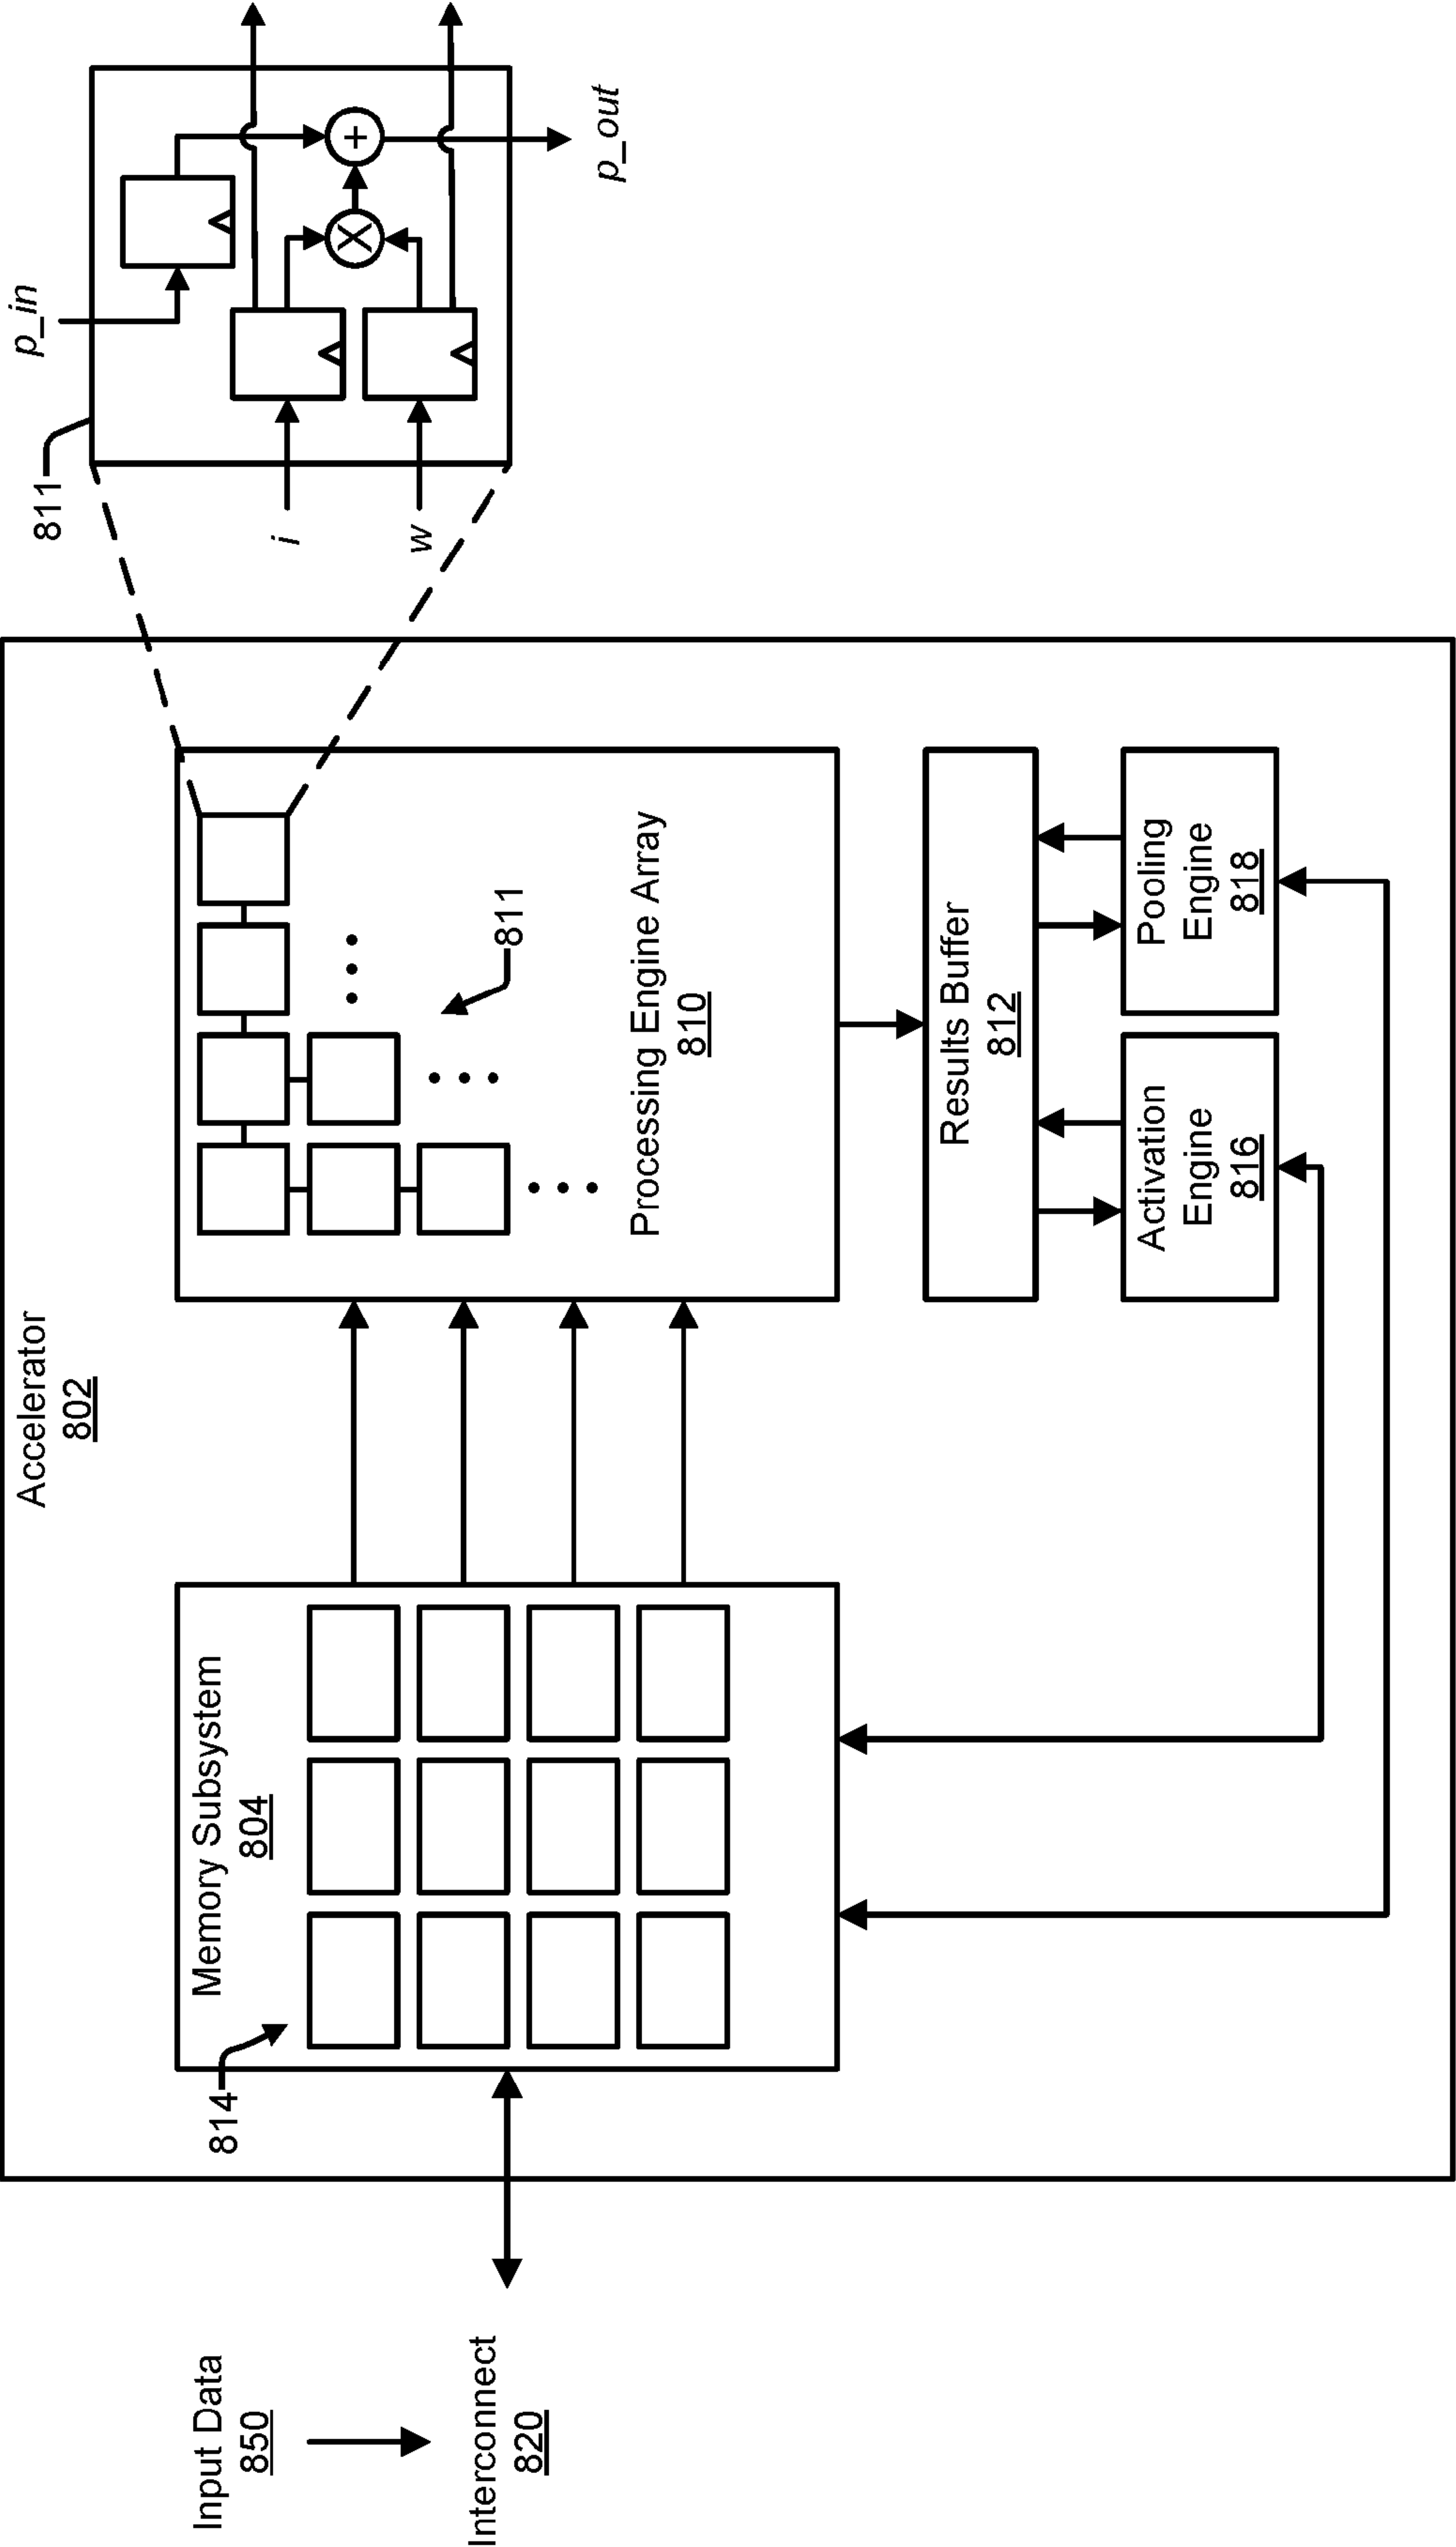 Accelerator
802
Memory Subsystem
804
814
Input Data
850
Interconnect
820
Processing Engine Array
810
811
Results Buffer
812
Activation
Engine
816
Pooling
Engine
818
811
p_in
i
w
×
+
p_out